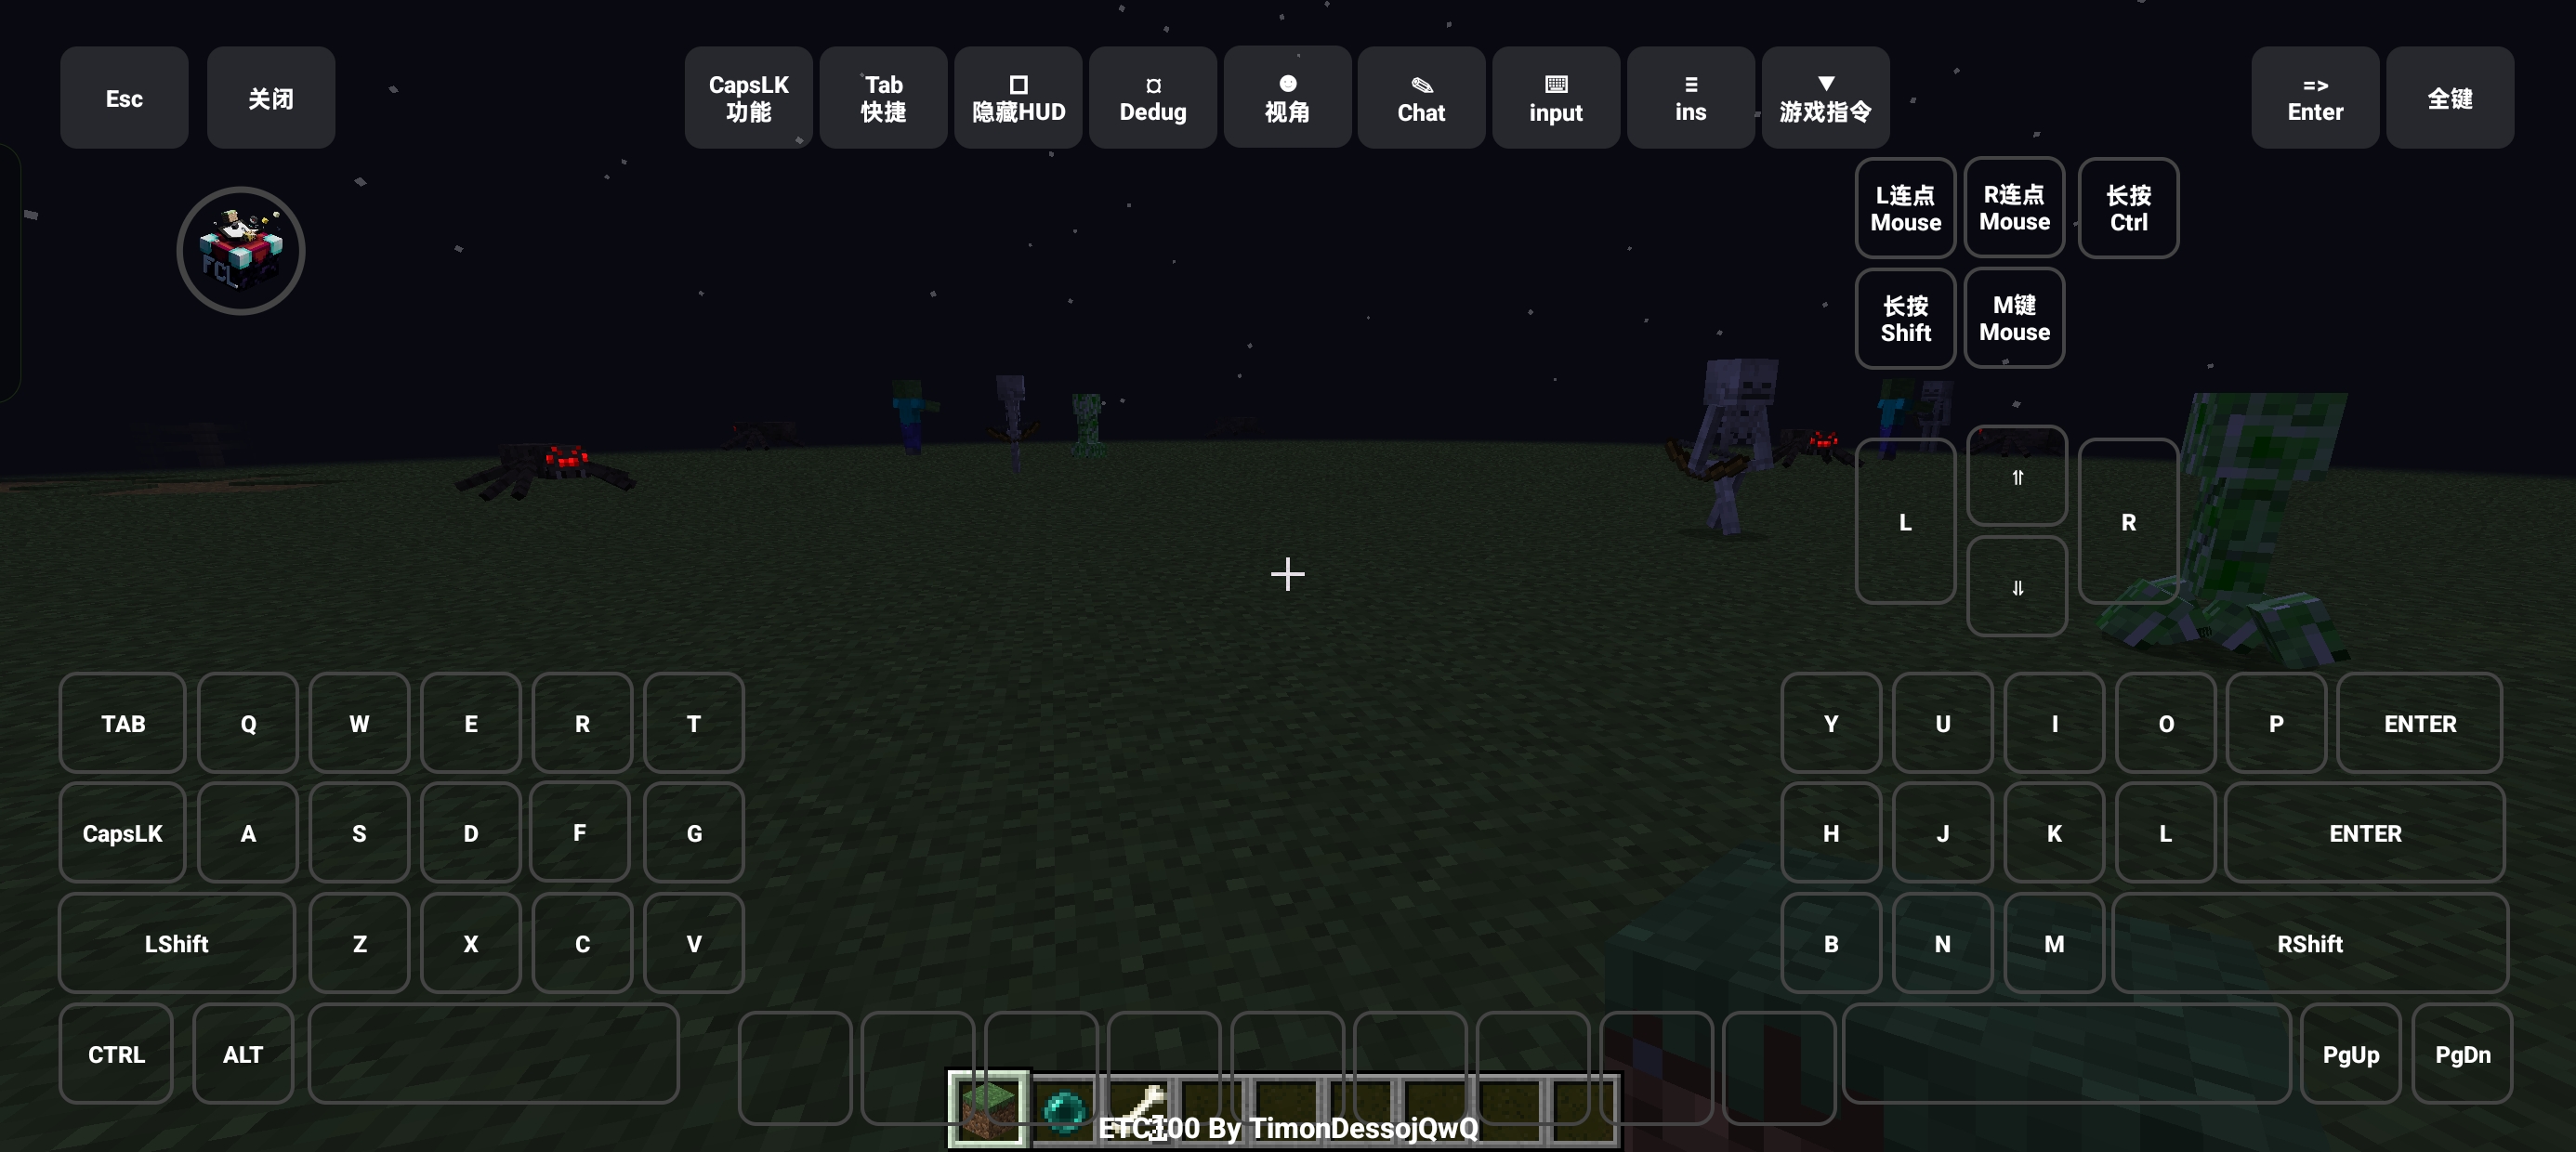 Esc
关闭
CapsLK
功能
Tab
快捷
隐藏HUD
¤
Dedug
☻
视角
✎
Chat
⌨
input
≡
ins
▼
游戏指令
=>
Enter
全键
L连点
Mouse
R连点
Mouse
长按
Ctrl
长按
Shift
M键
Mouse
FCL
L
⇈
R
⇊
TAB
Q
W
E
R
T
Y
U
I
O
P
ENTER
CapsLK
A
S
D
F
G
H
J
K
L
ENTER
LShift
Z
X
C
V
B
N
M
RShift
CTRL
ALT
PgUp
PgDn
EFC100 By TimonDessojQwQ